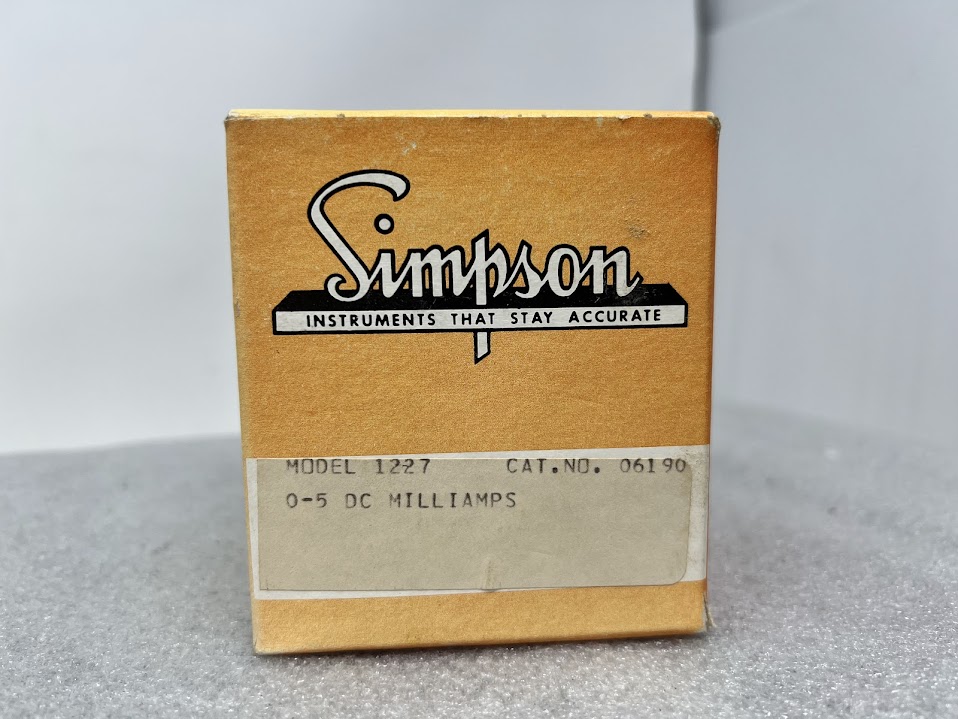 Simpson
INSTRUMENTS THAT STAY ACCURATE
MODEL 1227 CAT.NO. 06190
0-5 DC MILLIAMPS